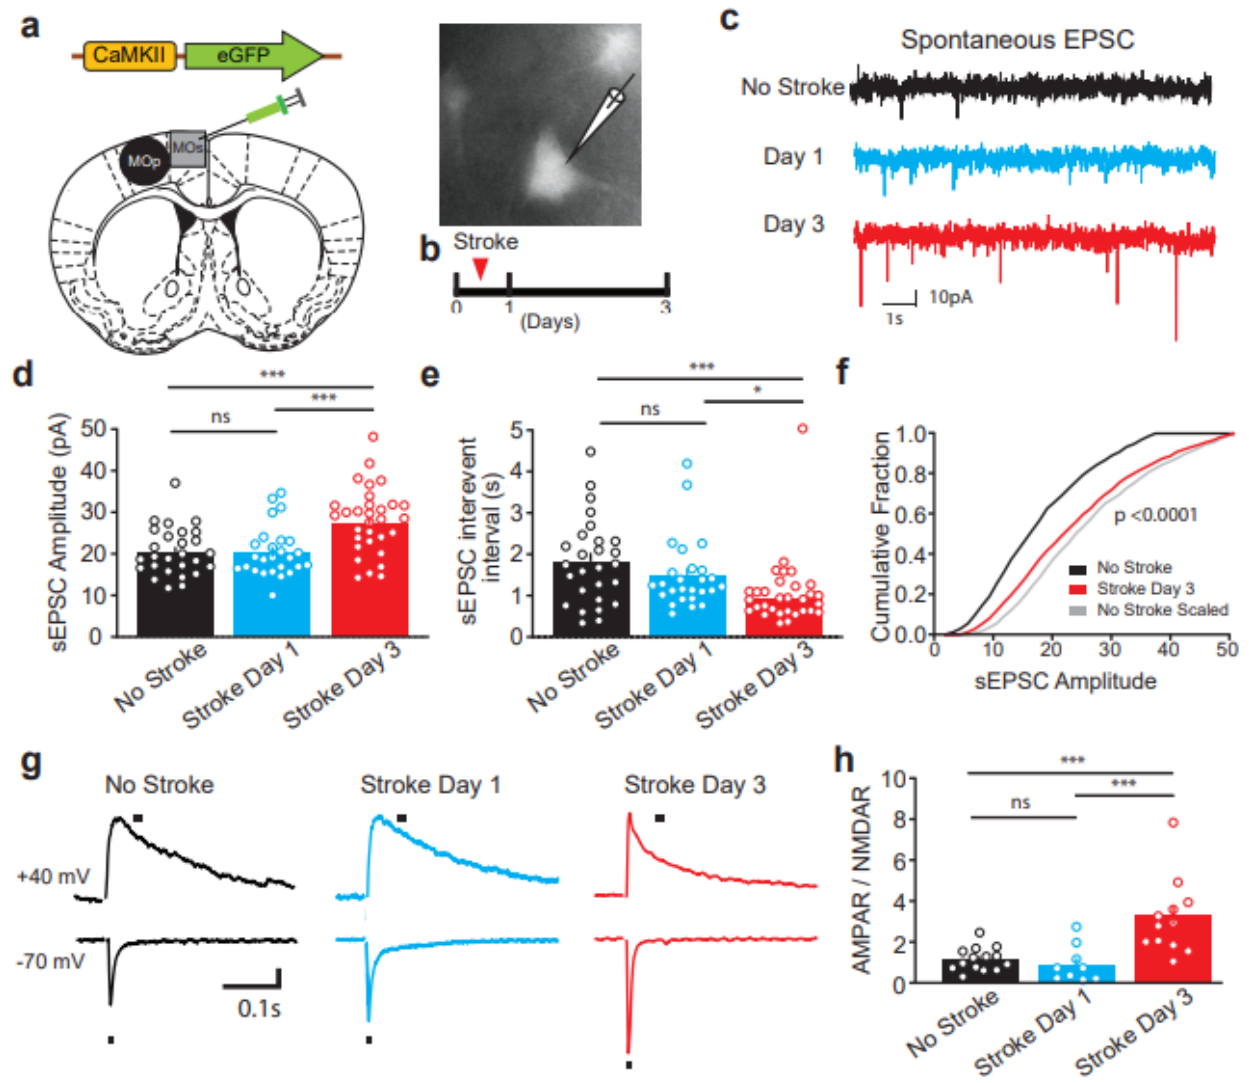 a
CaMKII
eGFP
MOp
MOs
b
Stroke
0
1
3
(Days)
c
Spontaneous EPSC
No Stroke
Day 1
Day 3
10pA
1s
d
***
***
ns
sEPSC Amplitude (pA)
50
40
30
20
10
0
No Stroke
Stroke Day 1
Stroke Day 3
e
***
*
ns
sEPSC interevent
interval (s)
5
4
3
2
1
0
No Stroke
Stroke Day 1
Stroke Day 3
f
Cumulative Fraction
1.0
0.8
0.6
0.4
0.2
0.0
p <0.0001
No Stroke
Stroke Day 3
No Stroke Scaled
0
10
20
30
40
50
sEPSC Amplitude
g
No Stroke
Stroke Day 1
Stroke Day 3
+40 mV
-70 mV
0.1s
h
***
***
ns
AMPAR / NMDAR
10
8
6
4
2
0
No Stroke
Stroke Day 1
Stroke Day 3